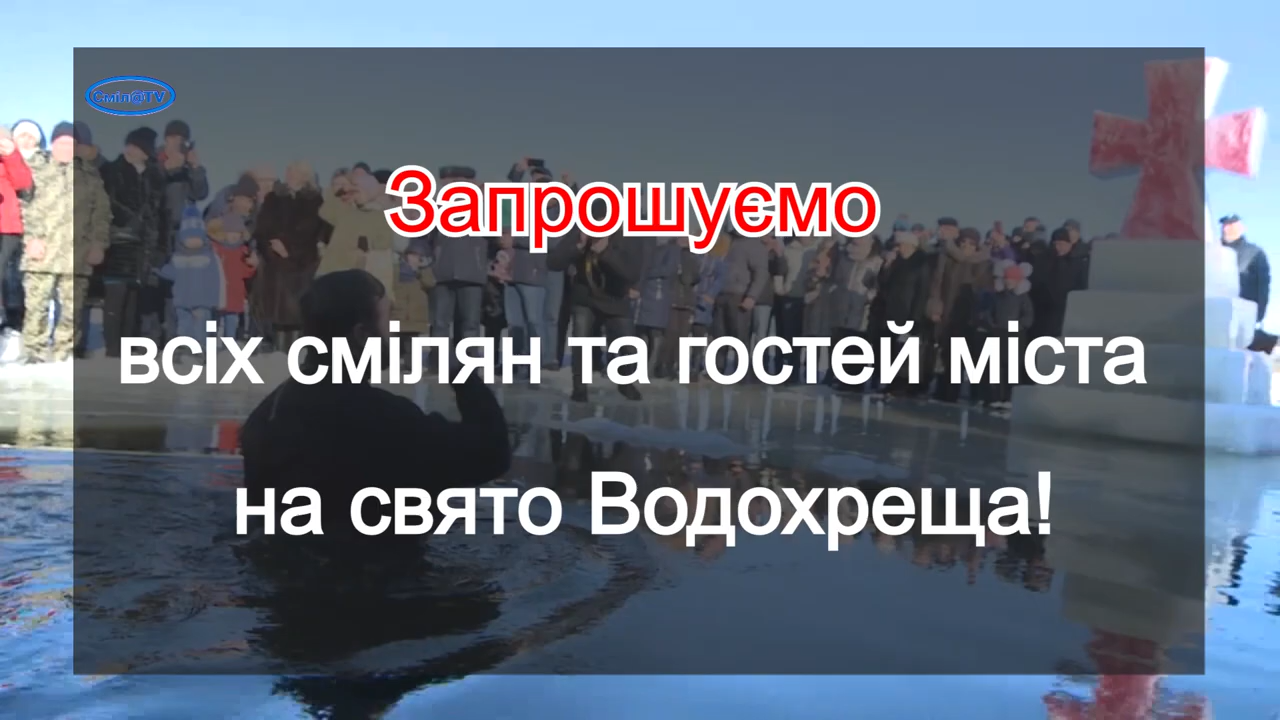 Сміл@TV
Запрошуємо
всіх смілян та гостей міста
на свято Водохреща!